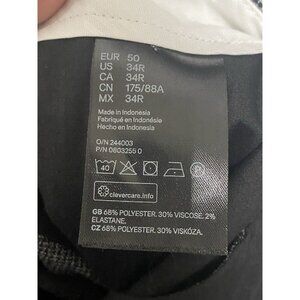 EUR 50
US 34R
CA 34R
CN 175/88A
MX 34R
Made in Indonesia
Fabriqué en Indonésie
Hecho en Indonesia
O/N 244003
P/N 0803255 0
40
clevercare.info
GB 68% POLYESTER. 30% VISCOSE. 2%
ELASTANE.
CZ 68% POLYESTER. 30% VISKÓZA.